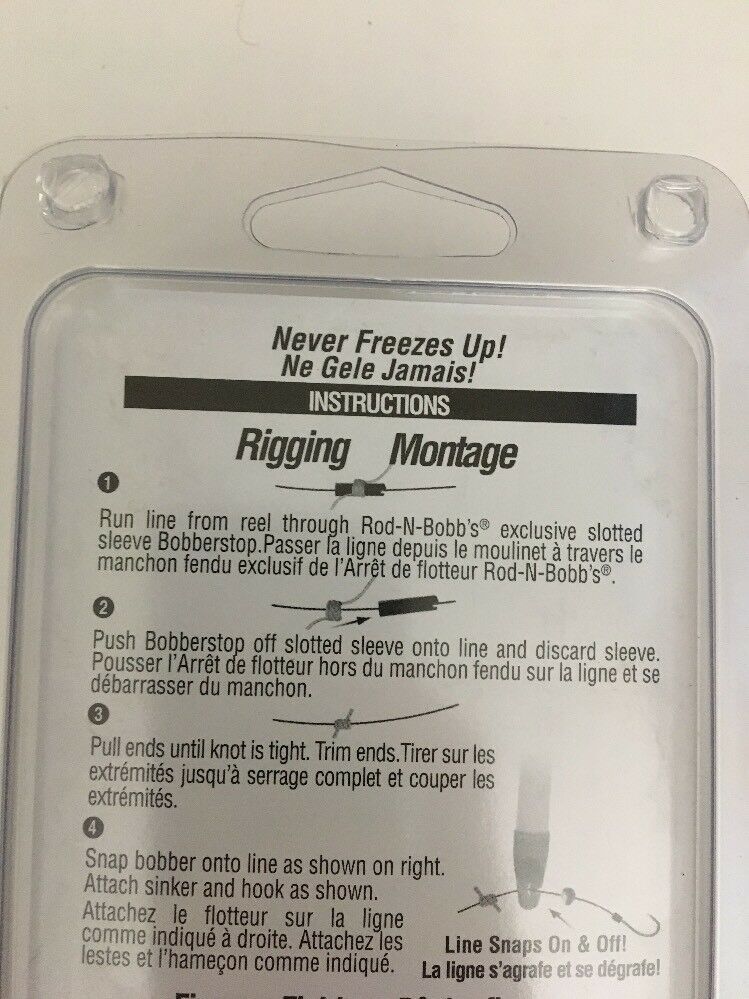 Never Freezes Up!
Ne Gele Jamais!
INSTRUCTIONS
Rigging Montage
1
Run line from reel through Rod-N-Bobb's® exclusive slotted
sleeve Bobberstop.Passer la ligne depuis le moulinet à travers le
manchon fendu exclusif de l'Arrêt de flotteur Rod-N-Bobb's®.
2
Push Bobberstop off slotted sleeve onto line and discard sleeve.
Pousser l'Arrêt de flotteur hors du manchon fendu sur la ligne et se
débarrasser du manchon.
3
Pull ends until knot is tight. Trim ends.Tirer sur les
extrémités jusqu'à serrage complet et couper les
extrémités.
4
Snap bobber onto line as shown on right.
Attach sinker and hook as shown.
Attachez le flotteur sur la ligne
comme indiqué à droite. Attachez les
lestes et l'hameçon comme indiqué.
Line Snaps On & Off!
La ligne s'agrafe et se dégrafe!